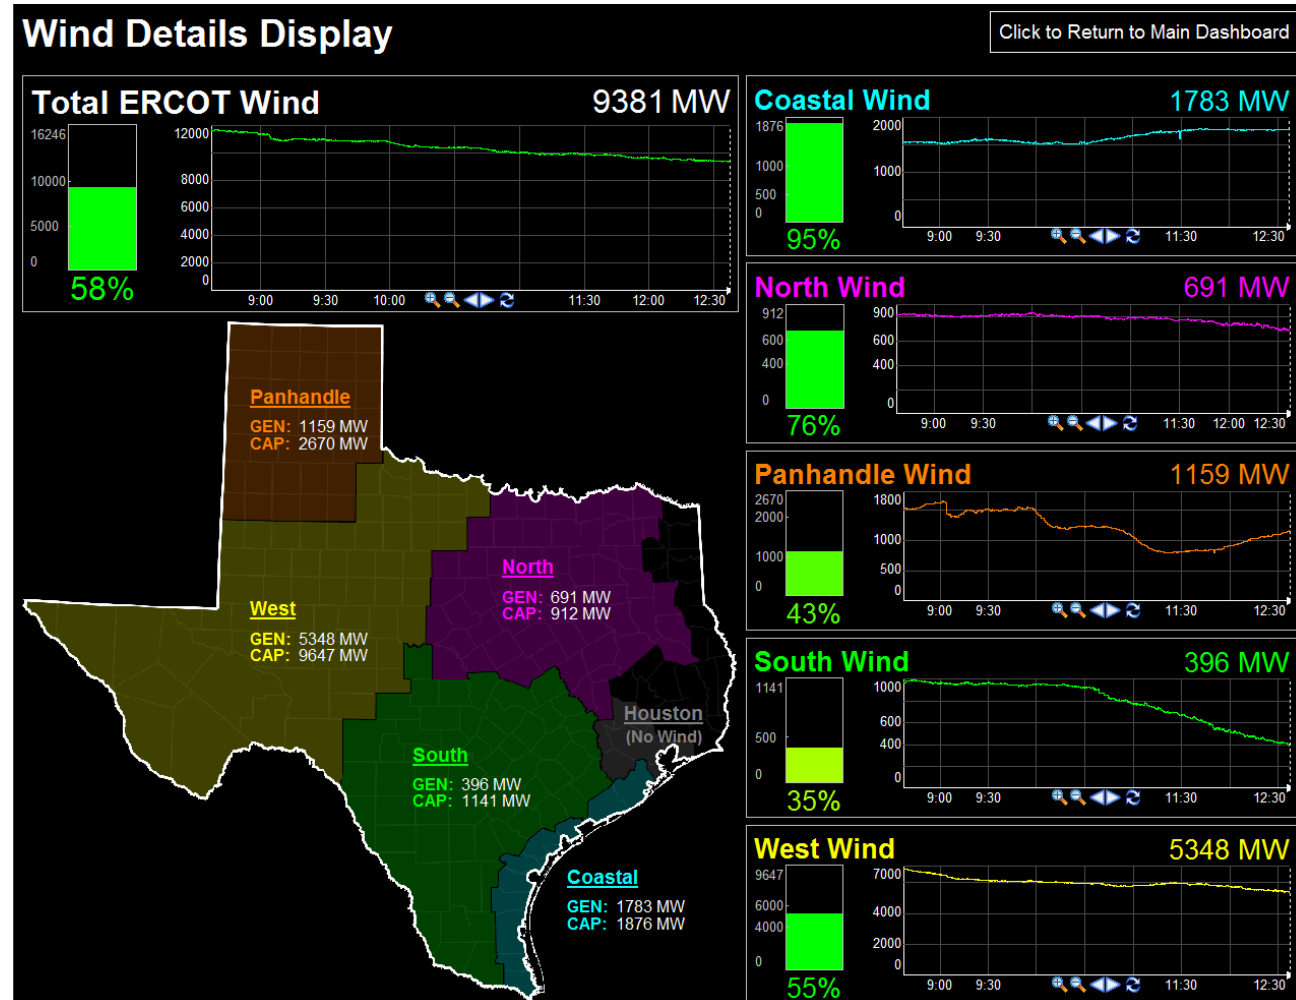 Wind Details Display
Click to Return to Main Dashboard
Total ERCOT Wind 9381 MW
16246
10000
5000
0
58%
12000
8000
6000
4000
2000
0
9:00 9:30 10:00 11:30 12:00 12:30
Coastal Wind 1783 MW
1876
1000
500
0
95%
2000
1000
0
9:00 9:30 11:30 12:30
North Wind 691 MW
912
600
400
0
76%
900
600
400
0
9:00 9:30 11:30 12:00 12:30
Panhandle Wind 1159 MW
2670
2000
1000
0
43%
1800
1000
500
0
9:00 9:30 11:30 12:30
South Wind 396 MW
1141
500
0
35%
1000
600
400
0
9:00 9:30 11:30 12:30
West Wind 5348 MW
9647
6000
4000
0
55%
7000
4000
2000
0
9:00 9:30 11:30 12:30
Panhandle
GEN: 1159 MW
CAP: 2670 MW
North
GEN: 691 MW
CAP: 912 MW
West
GEN: 5348 MW
CAP: 9647 MW
Houston
(No Wind)
South
GEN: 396 MW
CAP: 1141 MW
Coastal
GEN: 1783 MW
CAP: 1876 MW